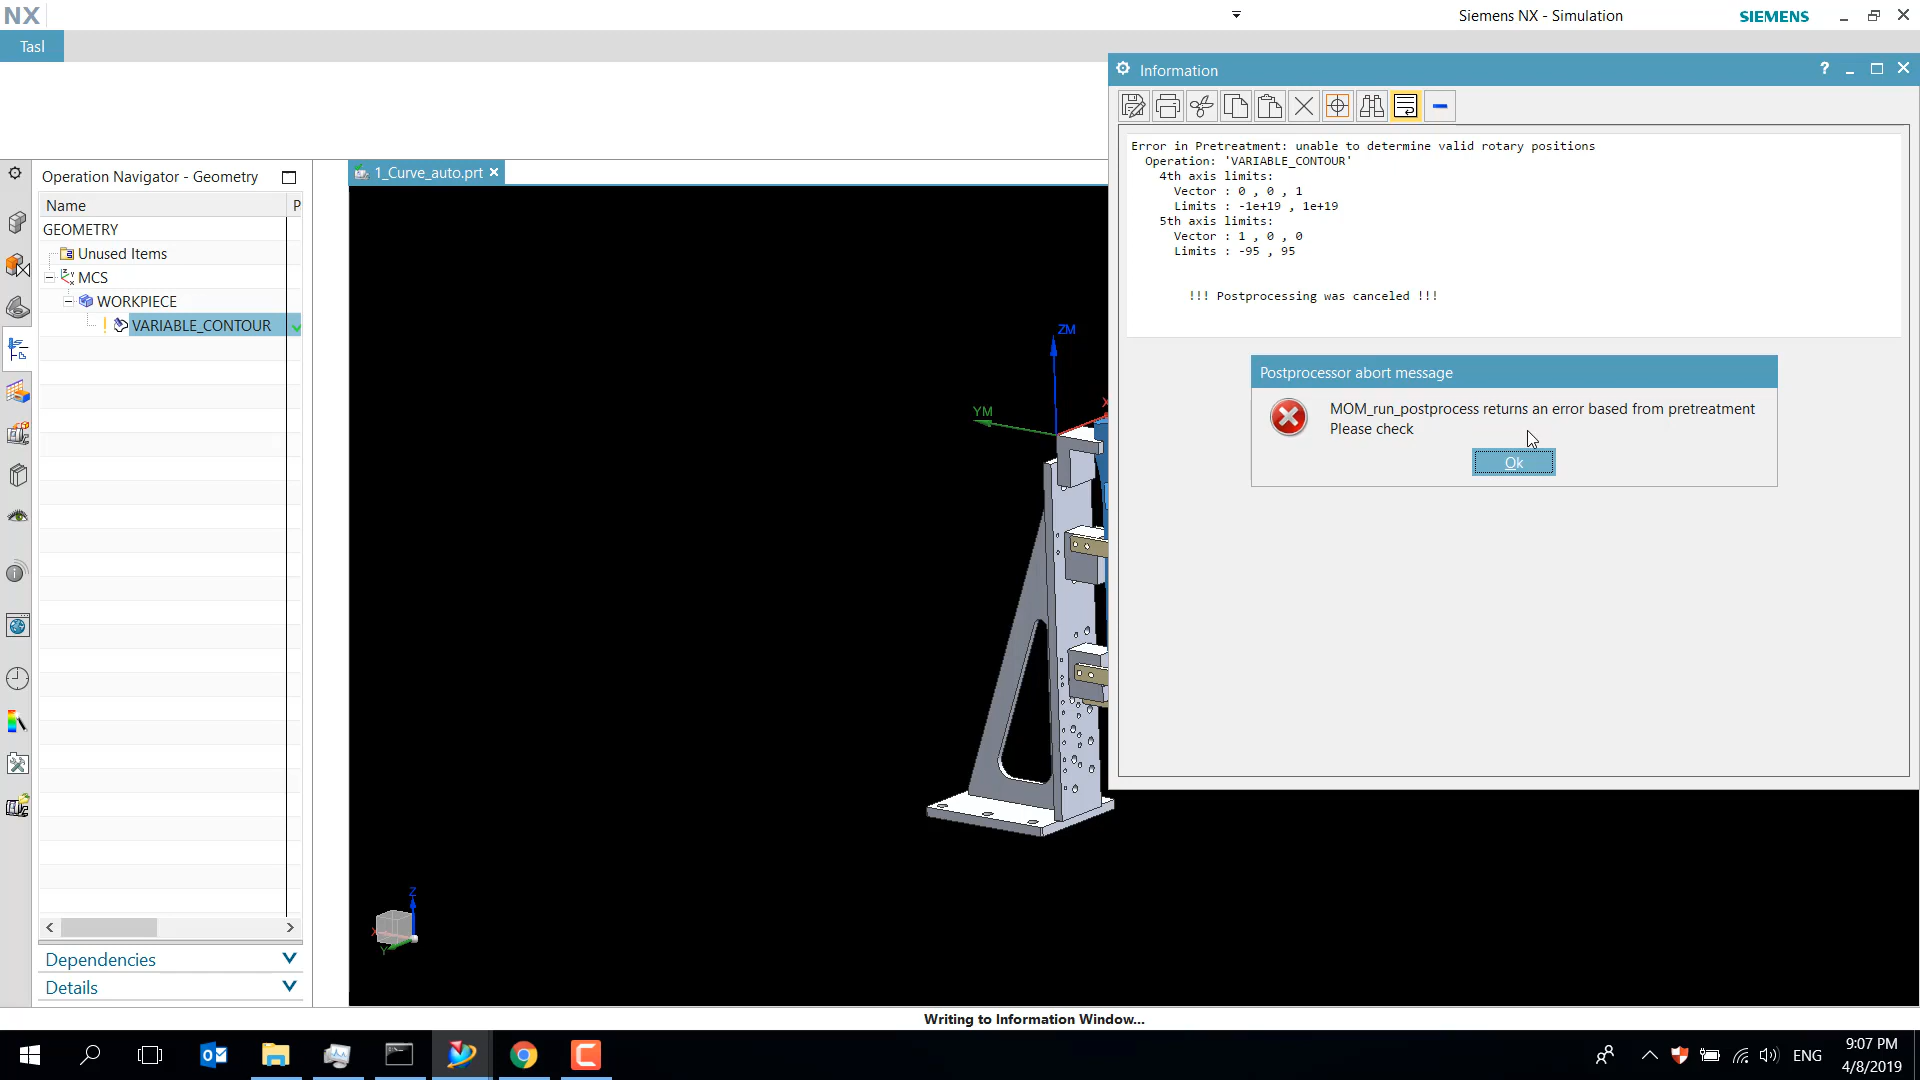 NX
Siemens NX - Simulation
SIEMENS
Tasl
Information
?
Error in Pretreatment: unable to determine valid rotary positions
Operation: 'VARIABLE_CONTOUR'
4th axis limits:
Vector : 0 , 0 , 1
Limits : -1e+19 , 1e+19
5th axis limits:
Vector : 1 , 0 , 0
Limits : -95 , 95
!!! Postprocessing was canceled !!!
Operation Navigator - Geometry
1_Curve_auto.prt
Name
P
GEOMETRY
Unused Items
MCS
WORKPIECE
VARIABLE_CONTOUR
ZM
YM
X
Postprocessor abort message
MOM_run_postprocess returns an error based from pretreatment
Please check
Ok
Z
X
Y
Dependencies
Details
Writing to Information Window...
ENG
9:07 PM
4/8/2019